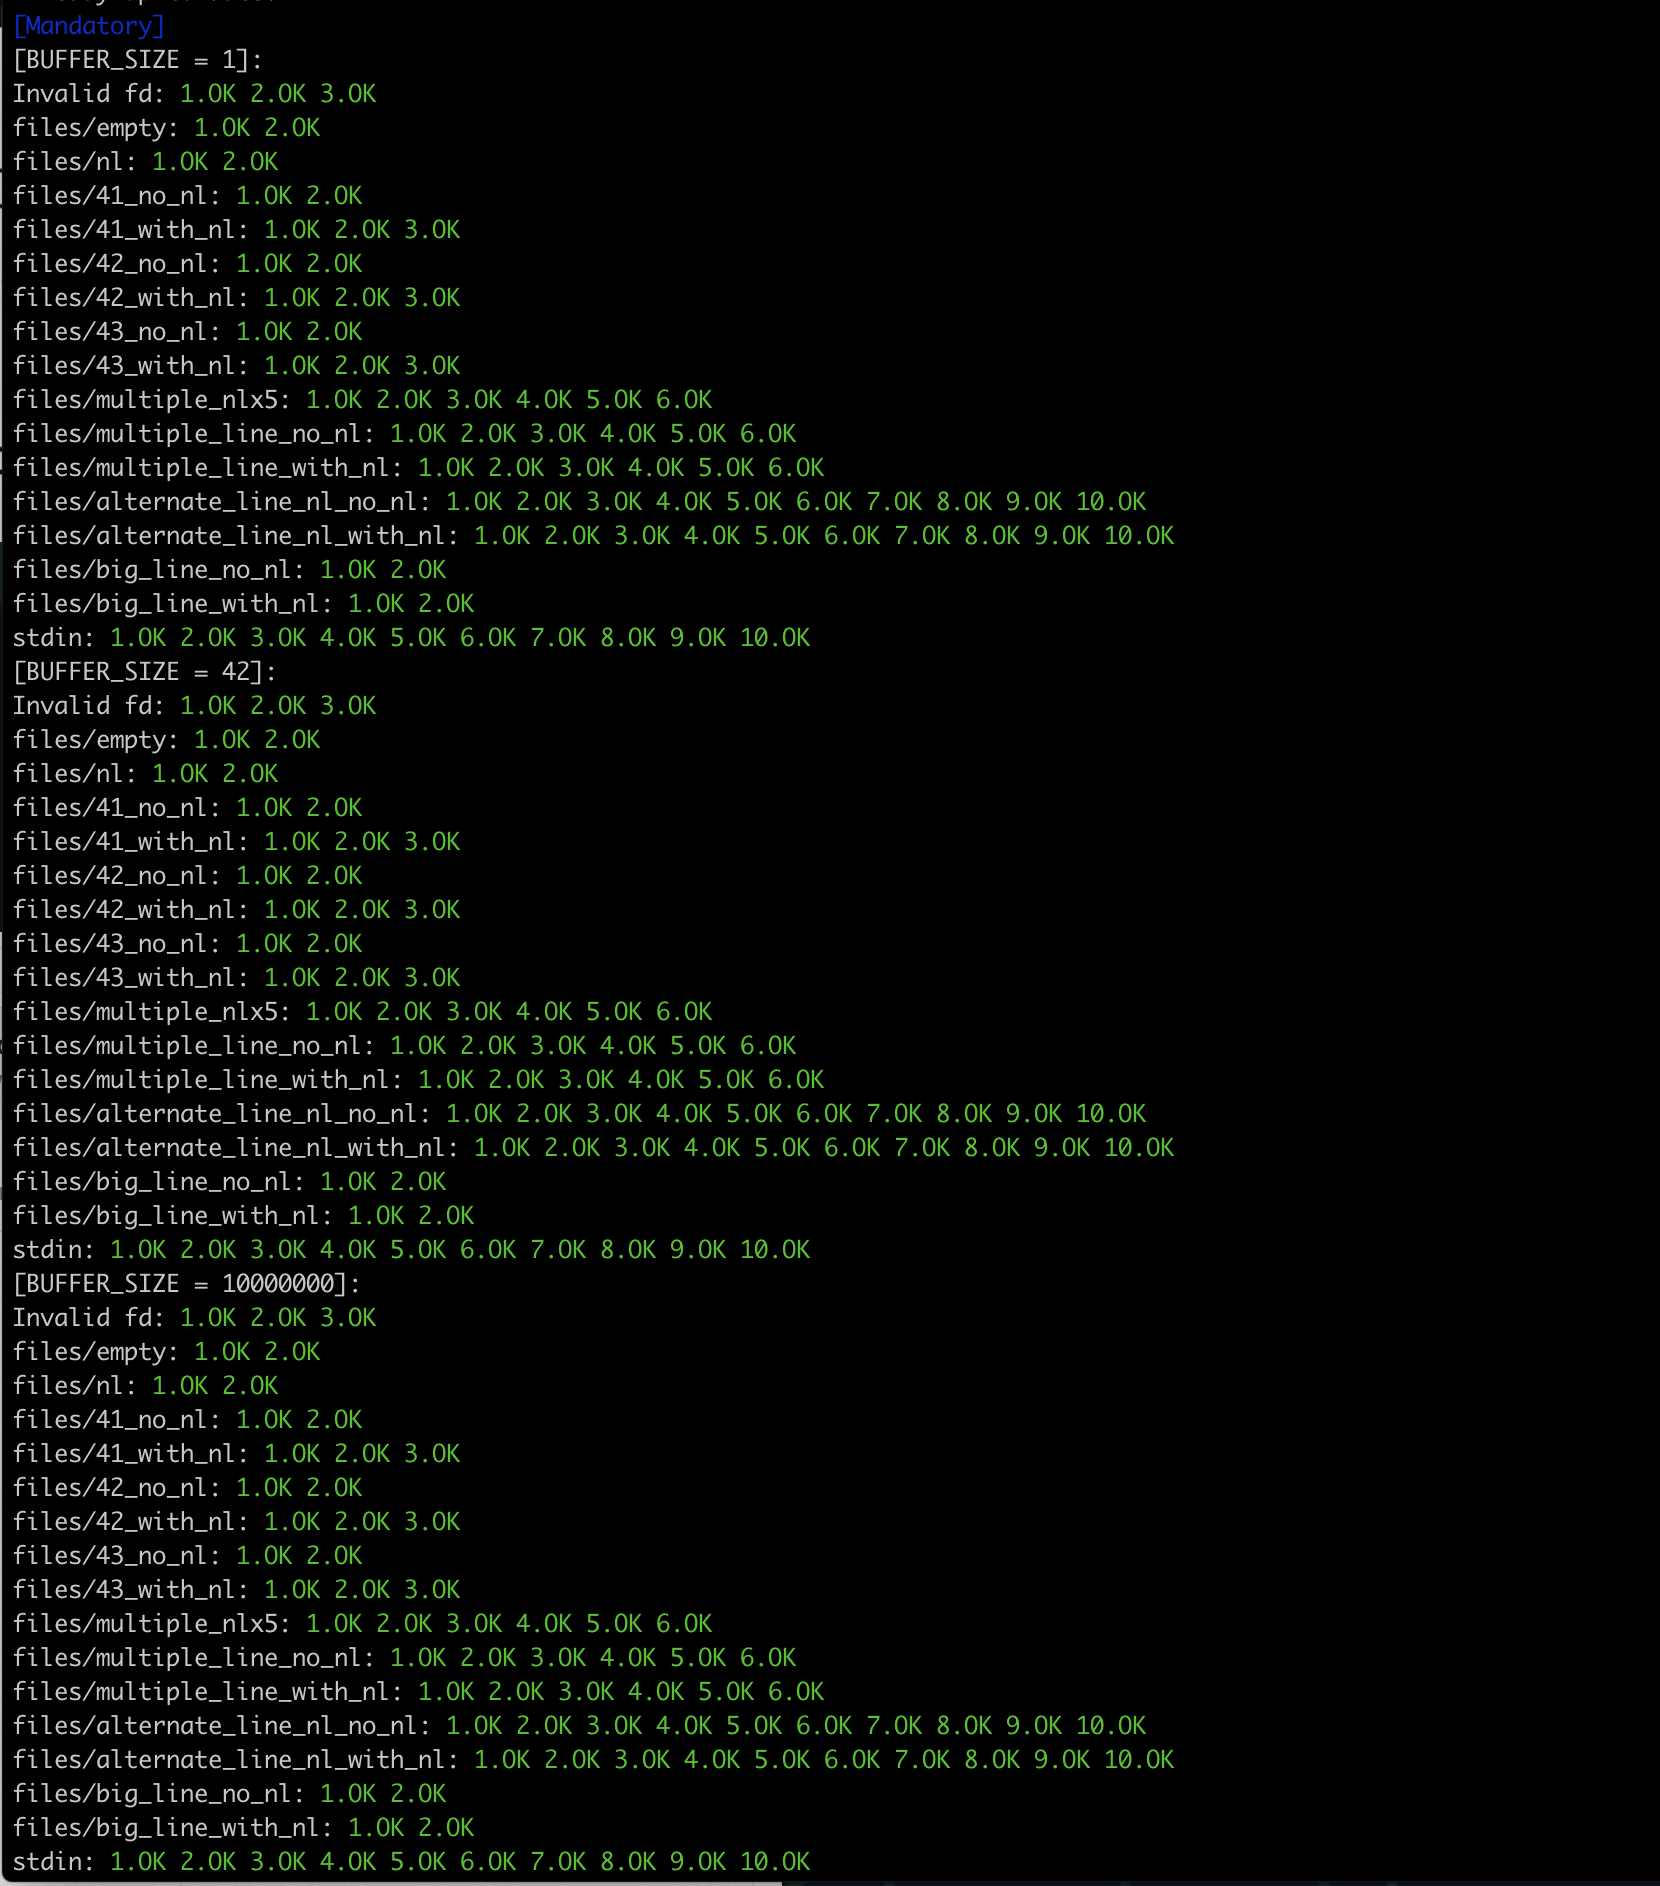 [Mandatory]
[BUFFER_SIZE = 1]:
Invalid fd: 1.OK 2.OK 3.OK
files/empty: 1.OK 2.OK
files/nl: 1.OK 2.OK
files/41_no_nl: 1.OK 2.OK
files/41_with_nl: 1.OK 2.OK 3.OK
files/42_no_nl: 1.OK 2.OK
files/42_with_nl: 1.OK 2.OK 3.OK
files/43_no_nl: 1.OK 2.OK
files/43_with_nl: 1.OK 2.OK 3.OK
files/multiple_nlx5: 1.OK 2.OK 3.OK 4.OK 5.OK 6.OK
files/multiple_line_no_nl: 1.OK 2.OK 3.OK 4.OK 5.OK 6.OK
files/multiple_line_with_nl: 1.OK 2.OK 3.OK 4.OK 5.OK 6.OK
files/alternate_line_nl_no_nl: 1.OK 2.OK 3.OK 4.OK 5.OK 6.OK 7.OK 8.OK 9.OK 10.OK
files/alternate_line_nl_with_nl: 1.OK 2.OK 3.OK 4.OK 5.OK 6.OK 7.OK 8.OK 9.OK 10.OK
files/big_line_no_nl: 1.OK 2.OK
files/big_line_with_nl: 1.OK 2.OK
stdin: 1.OK 2.OK 3.OK 4.OK 5.OK 6.OK 7.OK 8.OK 9.OK 10.OK
[BUFFER_SIZE = 42]:
Invalid fd: 1.OK 2.OK 3.OK
files/empty: 1.OK 2.OK
files/nl: 1.OK 2.OK
files/41_no_nl: 1.OK 2.OK
files/41_with_nl: 1.OK 2.OK 3.OK
files/42_no_nl: 1.OK 2.OK
files/42_with_nl: 1.OK 2.OK 3.OK
files/43_no_nl: 1.OK 2.OK
files/43_with_nl: 1.OK 2.OK 3.OK
files/multiple_nlx5: 1.OK 2.OK 3.OK 4.OK 5.OK 6.OK
files/multiple_line_no_nl: 1.OK 2.OK 3.OK 4.OK 5.OK 6.OK
files/multiple_line_with_nl: 1.OK 2.OK 3.OK 4.OK 5.OK 6.OK
files/alternate_line_nl_no_nl: 1.OK 2.OK 3.OK 4.OK 5.OK 6.OK 7.OK 8.OK 9.OK 10.OK
files/alternate_line_nl_with_nl: 1.OK 2.OK 3.OK 4.OK 5.OK 6.OK 7.OK 8.OK 9.OK 10.OK
files/big_line_no_nl: 1.OK 2.OK
files/big_line_with_nl: 1.OK 2.OK
stdin: 1.OK 2.OK 3.OK 4.OK 5.OK 6.OK 7.OK 8.OK 9.OK 10.OK
[BUFFER_SIZE = 10000000]:
Invalid fd: 1.OK 2.OK 3.OK
files/empty: 1.OK 2.OK
files/nl: 1.OK 2.OK
files/41_no_nl: 1.OK 2.OK
files/41_with_nl: 1.OK 2.OK 3.OK
files/42_no_nl: 1.OK 2.OK
files/42_with_nl: 1.OK 2.OK 3.OK
files/43_no_nl: 1.OK 2.OK
files/43_with_nl: 1.OK 2.OK 3.OK
files/multiple_nlx5: 1.OK 2.OK 3.OK 4.OK 5.OK 6.OK
files/multiple_line_no_nl: 1.OK 2.OK 3.OK 4.OK 5.OK 6.OK
files/multiple_line_with_nl: 1.OK 2.OK 3.OK 4.OK 5.OK 6.OK
files/alternate_line_nl_no_nl: 1.OK 2.OK 3.OK 4.OK 5.OK 6.OK 7.OK 8.OK 9.OK 10.OK
files/alternate_line_nl_with_nl: 1.OK 2.OK 3.OK 4.OK 5.OK 6.OK 7.OK 8.OK 9.OK 10.OK
files/big_line_no_nl: 1.OK 2.OK
files/big_line_with_nl: 1.OK 2.OK
stdin: 1.OK 2.OK 3.OK 4.OK 5.OK 6.OK 7.OK 8.OK 9.OK 10.OK